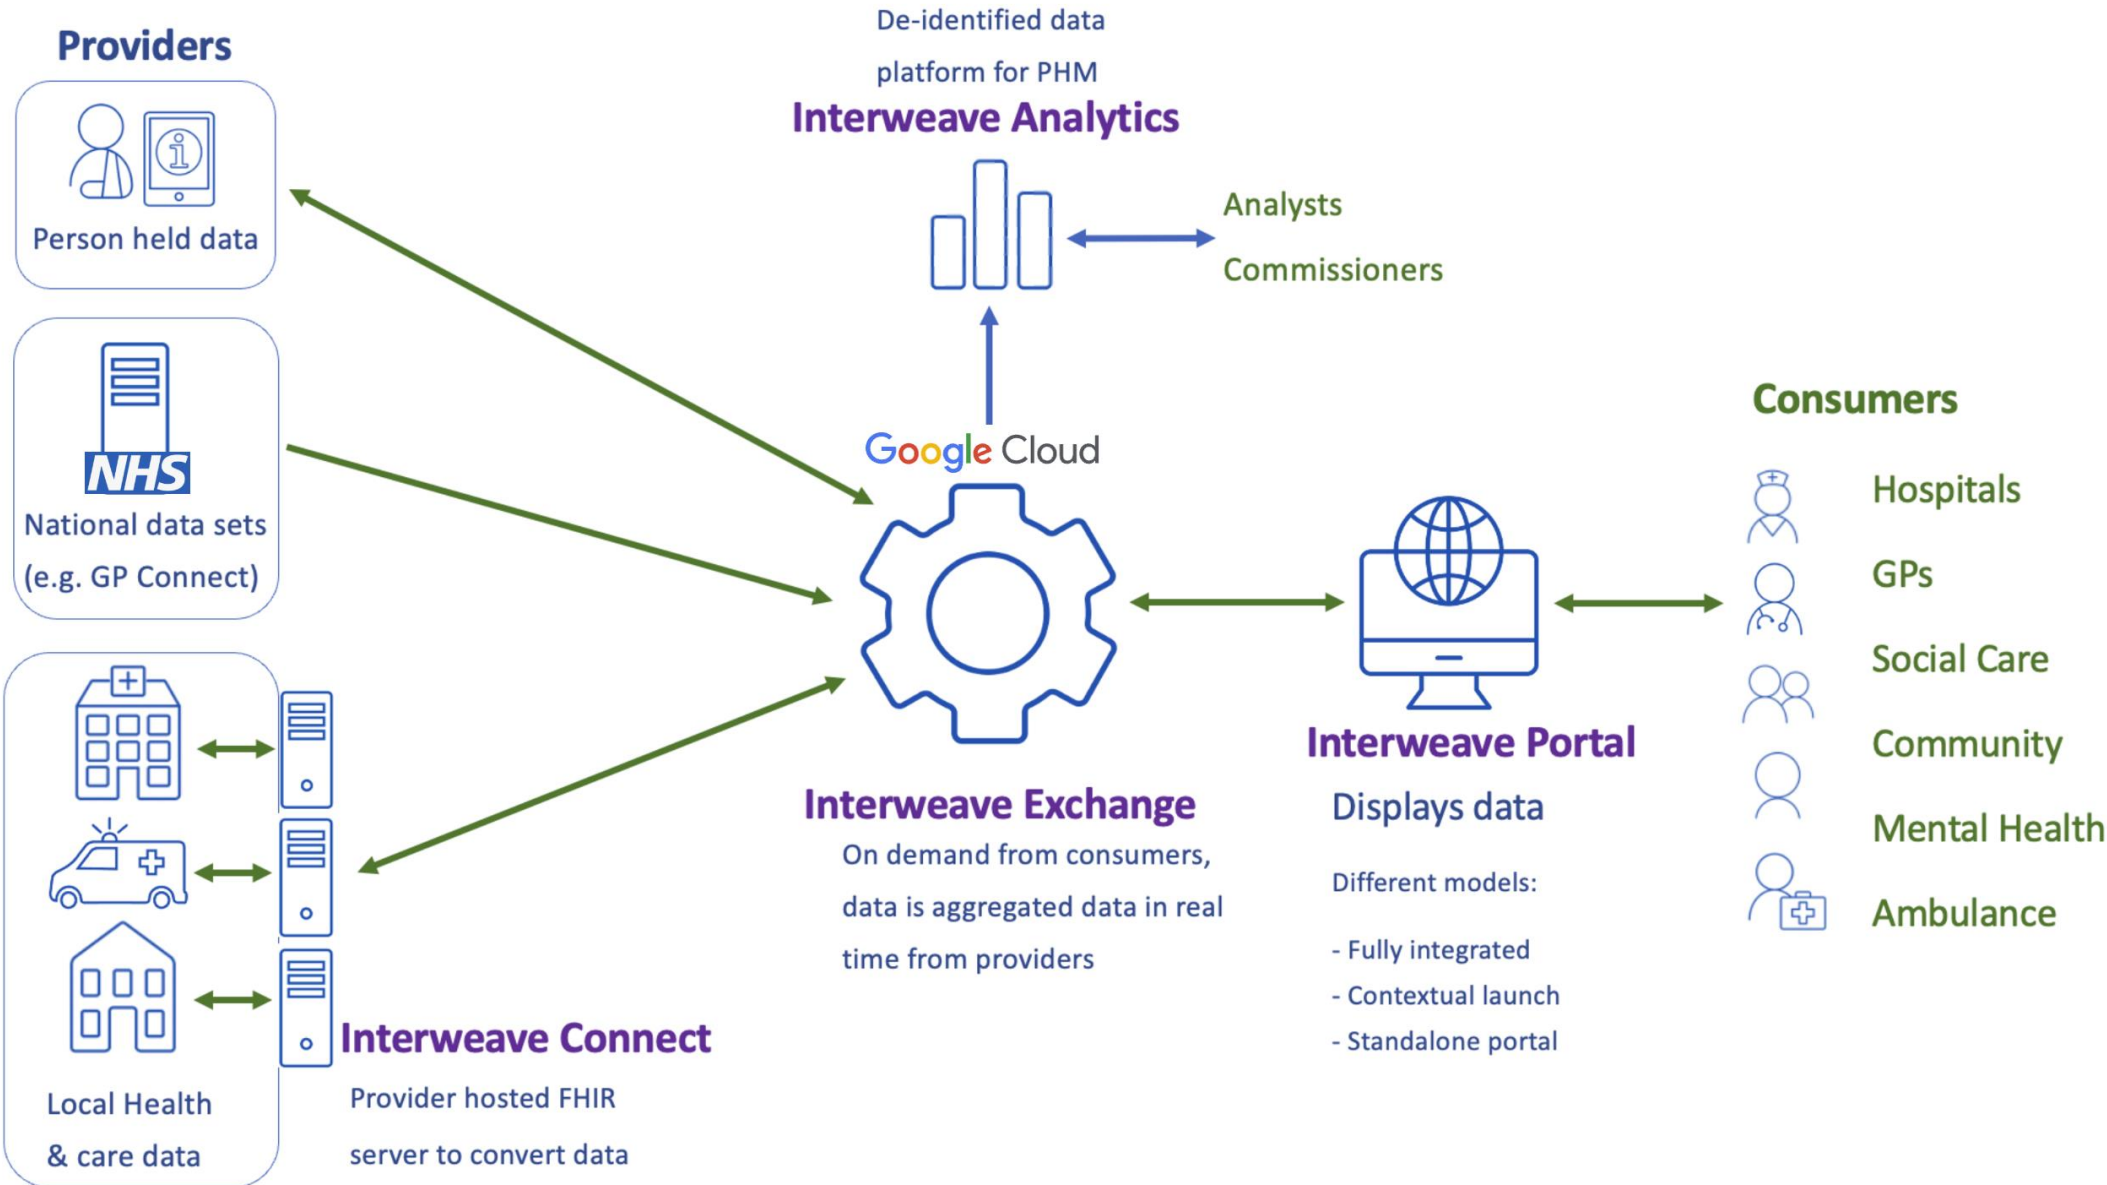 Providers
Person held data
NHS
National data sets
(e.g. GP Connect)
Local Health
& care data
Interweave Connect
Provider hosted FHIR
server to convert data
De-identified data
platform for PHM
Interweave Analytics
Analysts
Commissioners
Google Cloud
Interweave Exchange
On demand from consumers,
data is aggregated data in real
time from providers
Interweave Portal
Displays data
Different models:
- Fully integrated
- Contextual launch
- Standalone portal
Consumers
Hospitals
GPs
Social Care
Community
Mental Health
Ambulance